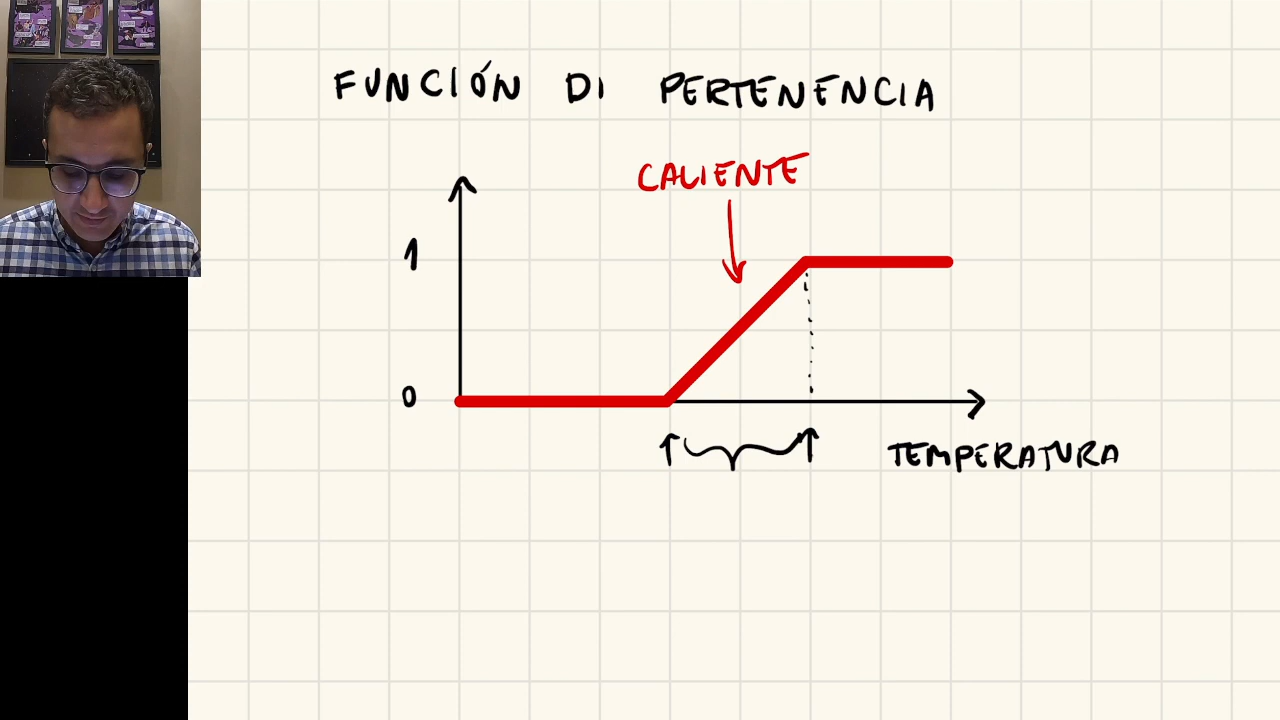 FUNCIÓN DI PERTENENCIA
CALIENTE
1
0
TEMPERATURA